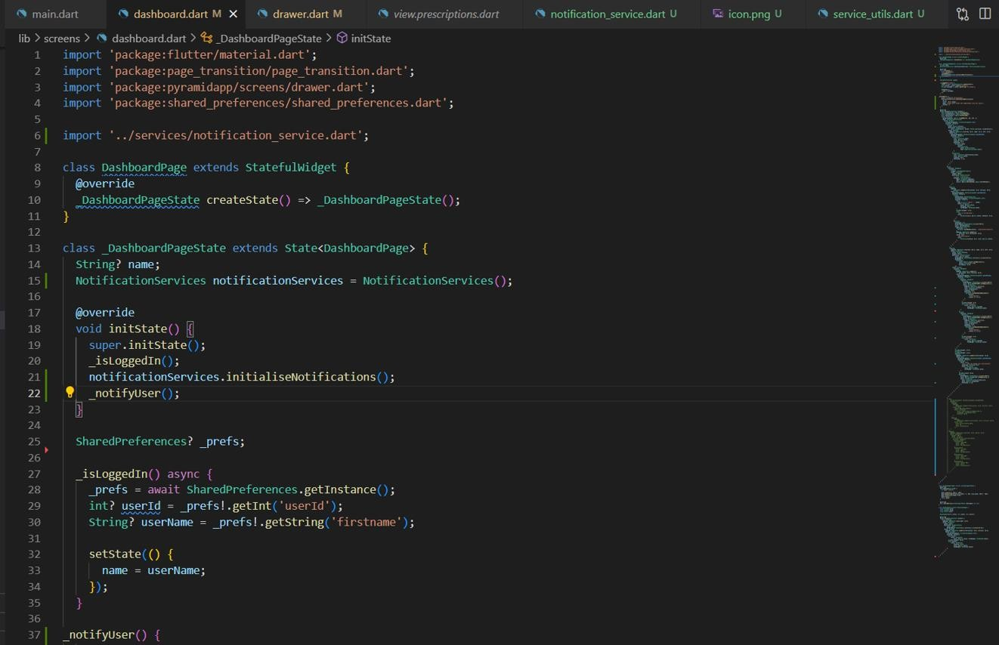 main.dart dashboard.dart M drawer.dart M view.prescriptions.dart notification_service.dart U icon.png U service_utils.dart U
lib > screens > dashboard.dart > _DashboardPageState > initState
1 import 'package:flutter/material.dart';
2 import 'package:page_transition/page_transition.dart';
3 import 'package:pyramidapp/screens/drawer.dart';
4 import 'package:shared_preferences/shared_preferences.dart';
5
6 import '../services/notification_service.dart';
7
8 class DashboardPage extends StatefulWidget {
9 @override
10 _DashboardPageState createState() => _DashboardPageState();
11 }
12
13 class _DashboardPageState extends State<DashboardPage> {
14 String? name;
15 NotificationServices notificationServices = NotificationServices();
16
17 @override
18 void initState() {
19 super.initState();
20 _isLoggedIn();
21 notificationServices.initialiseNotifications();
22 _notifyUser();
23 }
24
25 SharedPreferences? _prefs;
26
27 _isLoggedIn() async {
28 _prefs = await SharedPreferences.getInstance();
29 int? userId = _prefs!.getInt('userId');
30 String? userName = _prefs!.getString('firstname');
31
32 setState(() {
33 name = userName;
34 });
35 }
36
37 _notifyUser() {